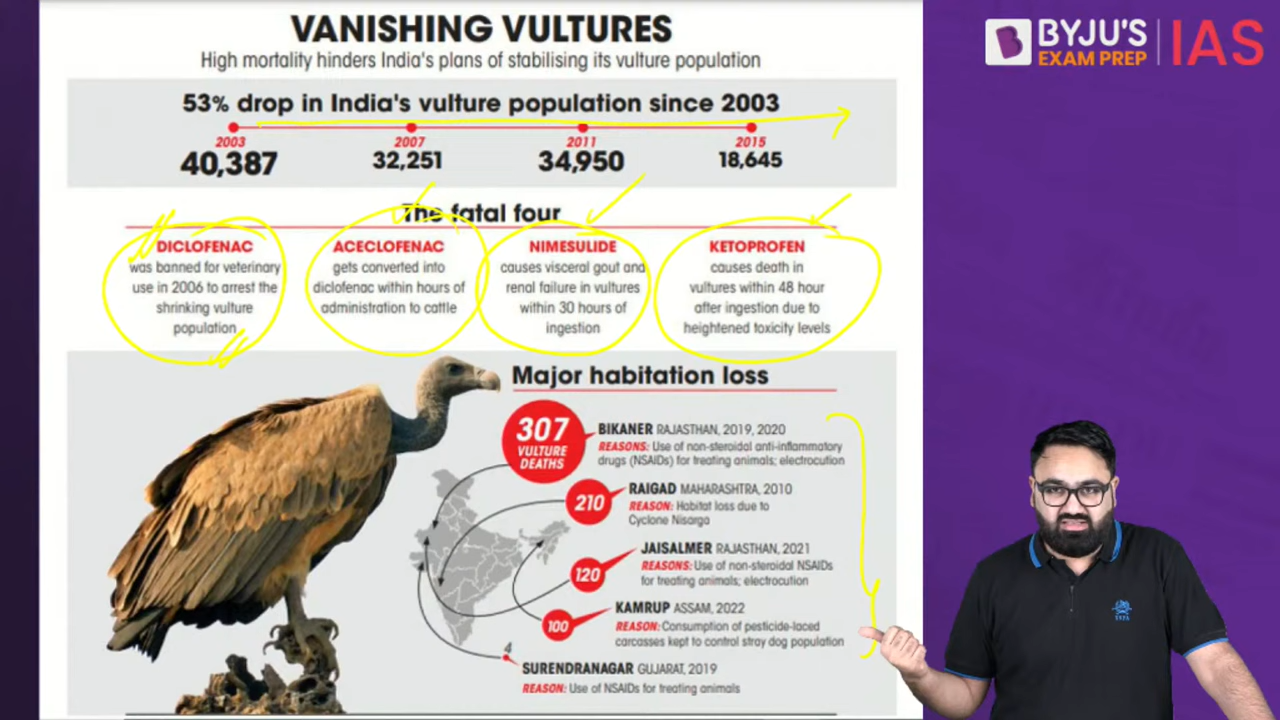 VANISHING VULTURES
High mortality hinders India's plans of stabilising its vulture population
53% drop in India's vulture population since 2003
2003 2007 2011 2015
40,387 32,251 34,950 18,645
The fatal four
DICLOFENAC
was banned for veterinary
use in 2006 to arrest the
shrinking vulture
population
ACECLOFENAC
gets converted into
diclofenac within hours of
administration to cattle
NIMESULIDE
causes visceral gout and
renal failure in vultures
within 30 hours of
ingestion
KETOPROFEN
causes death in
vultures within 48 hour
after ingestion due to
heightened toxicity levels
Major habitation loss
307
VULTURE
DEATHS
BIKANER RAJASTHAN, 2019, 2020
REASONS: Use of non-steroidal anti-inflammatory
drugs (NSAIDs) for treating animals; electrocution
210
RAIGAD MAHARASHTRA, 2010
REASON: Habitat loss due to
Cyclone Nisarga
120
JAISALMER RAJASTHAN, 2021
REASONS: Use of non-steroidal NSAIDs
for treating animals; electrocution
100
KAMRUP ASSAM, 2022
REASON: Consumption of pesticide-laced
carcasses kept to control stray dog population
4
SURENDRANAGAR GUJARAT, 2019
REASON: Use of NSAIDs for treating animals
BYJU'S
EXAM PREP
IAS